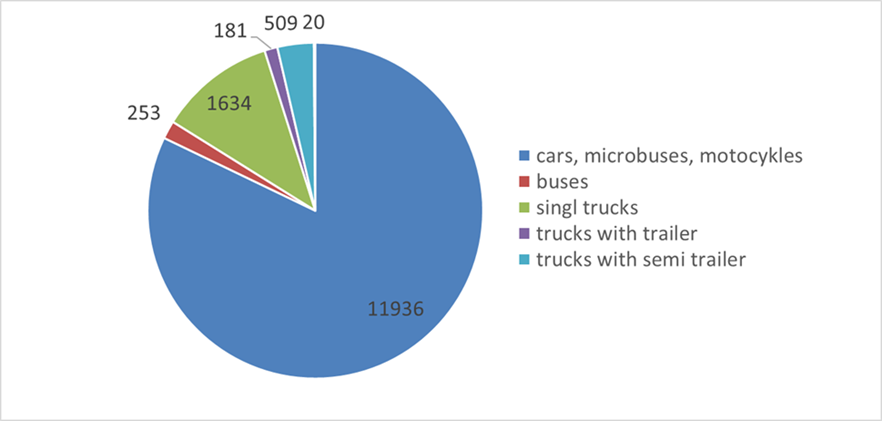 181
509
20
253
1634
11936
cars, microbuses, motocykles
buses
singl trucks
trucks with trailer
trucks with semi trailer